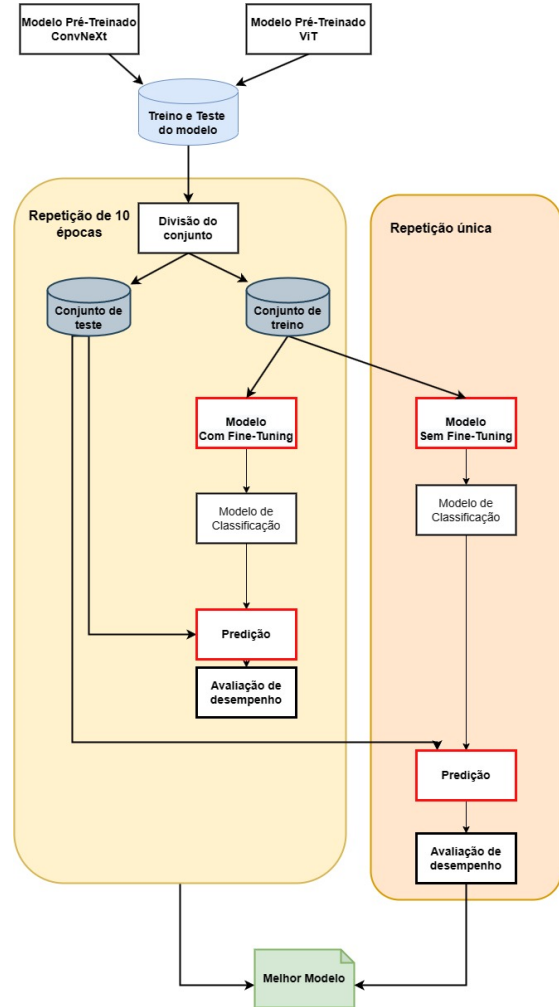 Modelo Pré-Treinado
ConvNeXt
Modelo Pré-Treinado
ViT
Treino e Teste
do modelo
Repetição de 10
épocas
Divisão do
conjunto
Repetição única
Conjunto de
teste
Conjunto de
treino
Modelo
Com Fine-Tuning
Modelo
Sem Fine-Tuning
Modelo de
Classificação
Modelo de
Classificação
Predição
Avaliação de
desempenho
Predição
Avaliação de
desempenho
Melhor Modelo